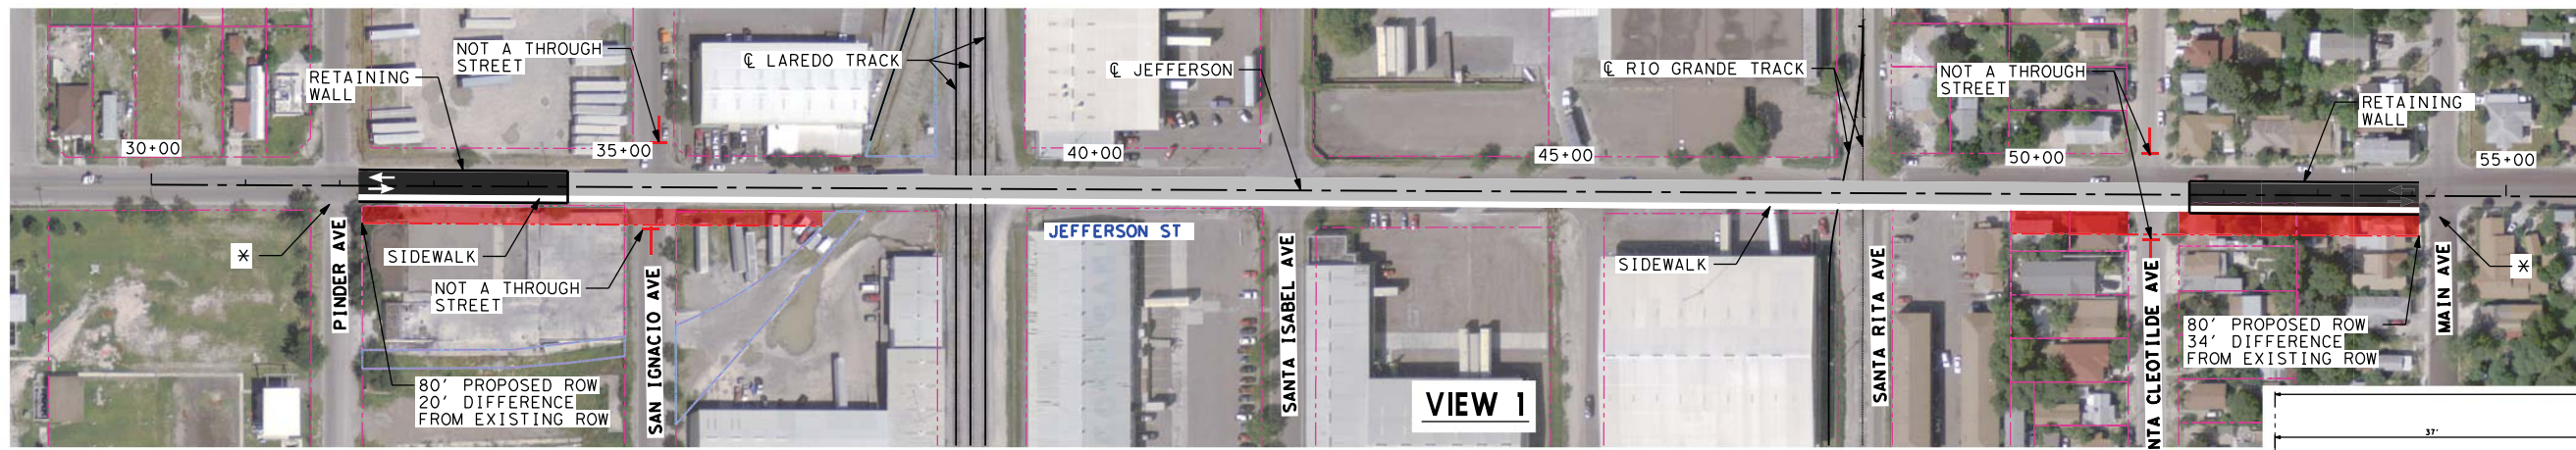 NOT A THROUGH
STREET
RETAINING
WALL
℄ LAREDO TRACK
℄ JEFFERSON
℄ RIO GRANDE TRACK
NOT A THROUGH
STREET
RETAINING
WALL
30+00
35+00
40+00
45+00
50+00
55+00
*
PINDER AVE
SIDEWALK
NOT A THROUGH
STREET
SAN IGNACIO AVE
JEFFERSON ST
SANTA ISABEL AVE
SIDEWALK
SANTA RITA AVE
NTA CLEOTILDE AVE
MAIN AVE
*
80' PROPOSED ROW
20' DIFFERENCE
FROM EXISTING ROW
80' PROPOSED ROW
34' DIFFERENCE
FROM EXISTING ROW
VIEW 1
37'